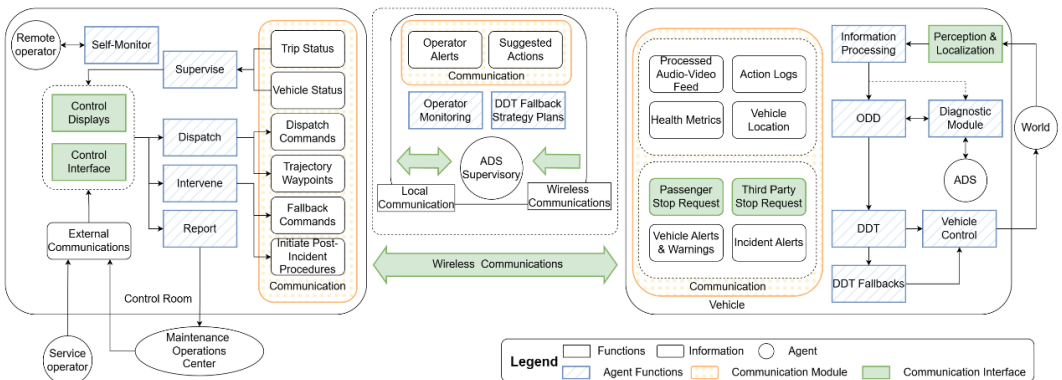 Remote
operator
Self-Monitor
Supervise
Trip Status
Vehicle Status
Control
Displays
Control
Interface
Dispatch
Intervene
Report
Dispatch
Commands
Trajectory
Waypoints
Fallback
Commands
Initiate Post-
Incident
Procedures
Communication
External
Communications
Control Room
Service
operator
Maintenance
Operations
Center
Operator
Alerts
Suggested
Actions
Communication
Operator
Monitoring
DDT Fallback
Strategy Plans
ADS
Supervisory
Local
Communication
Wireless
Communications
Wireless Communications
Processed
Audio-Video
Feed
Action Logs
Health Metrics
Vehicle
Location
Passenger
Stop Request
Third Party
Stop Request
Vehicle Alerts
& Warnings
Incident Alerts
Communication
Vehicle
Information
Processing
Perception &
Localization
ODD
Diagnostic
Module
ADS
World
DDT
Vehicle
Control
DDT Fallbacks
Legend
Functions
Information
Agent
Agent Functions
Communication Module
Communication Interface